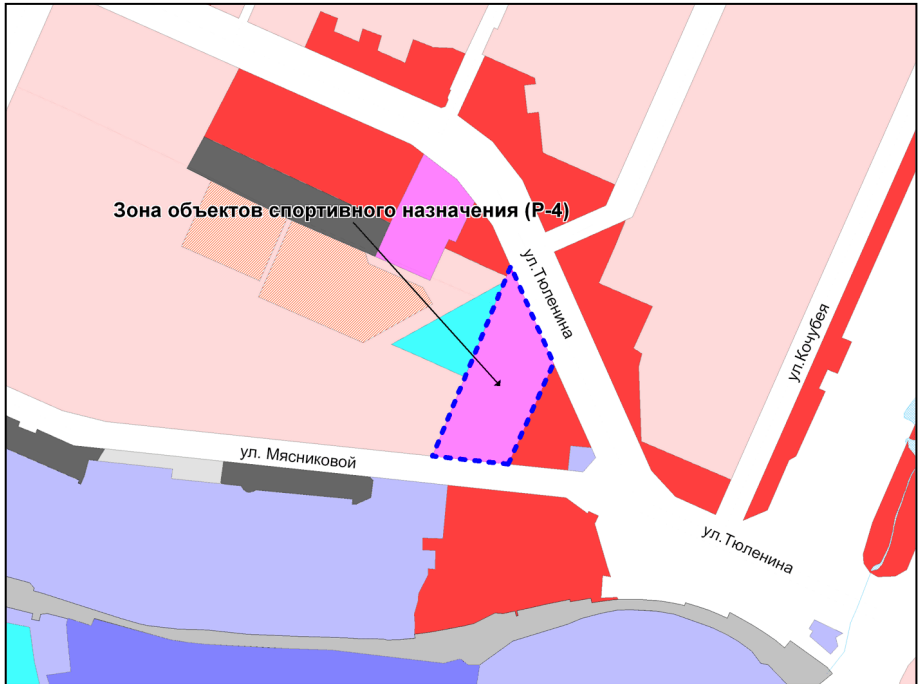 Зона объектов спортивного назначения (Р-4)
ул.Тюленина
ул.Кочубея
ул. Мясниковой
ул.Тюленина